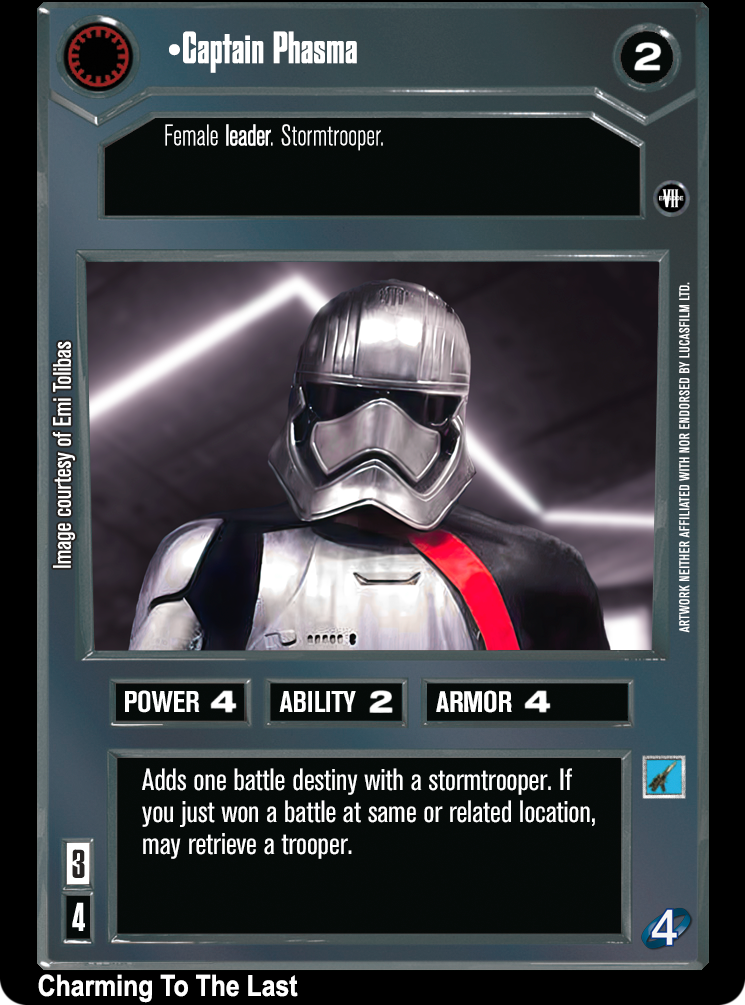 •Captain Phasma
2
Female leader. Stormtrooper.
EPISODE VII
Image courtesy of Emi Tolibas
ARTWORK NEITHER AFFILIATED WITH NOR ENDORSED BY LUCASFILM LTD.
POWER 4 ABILITY 2 ARMOR 4
Adds one battle destiny with a stormtrooper. If
you just won a battle at same or related location,
may retrieve a trooper.
3
4
4
Charming To The Last